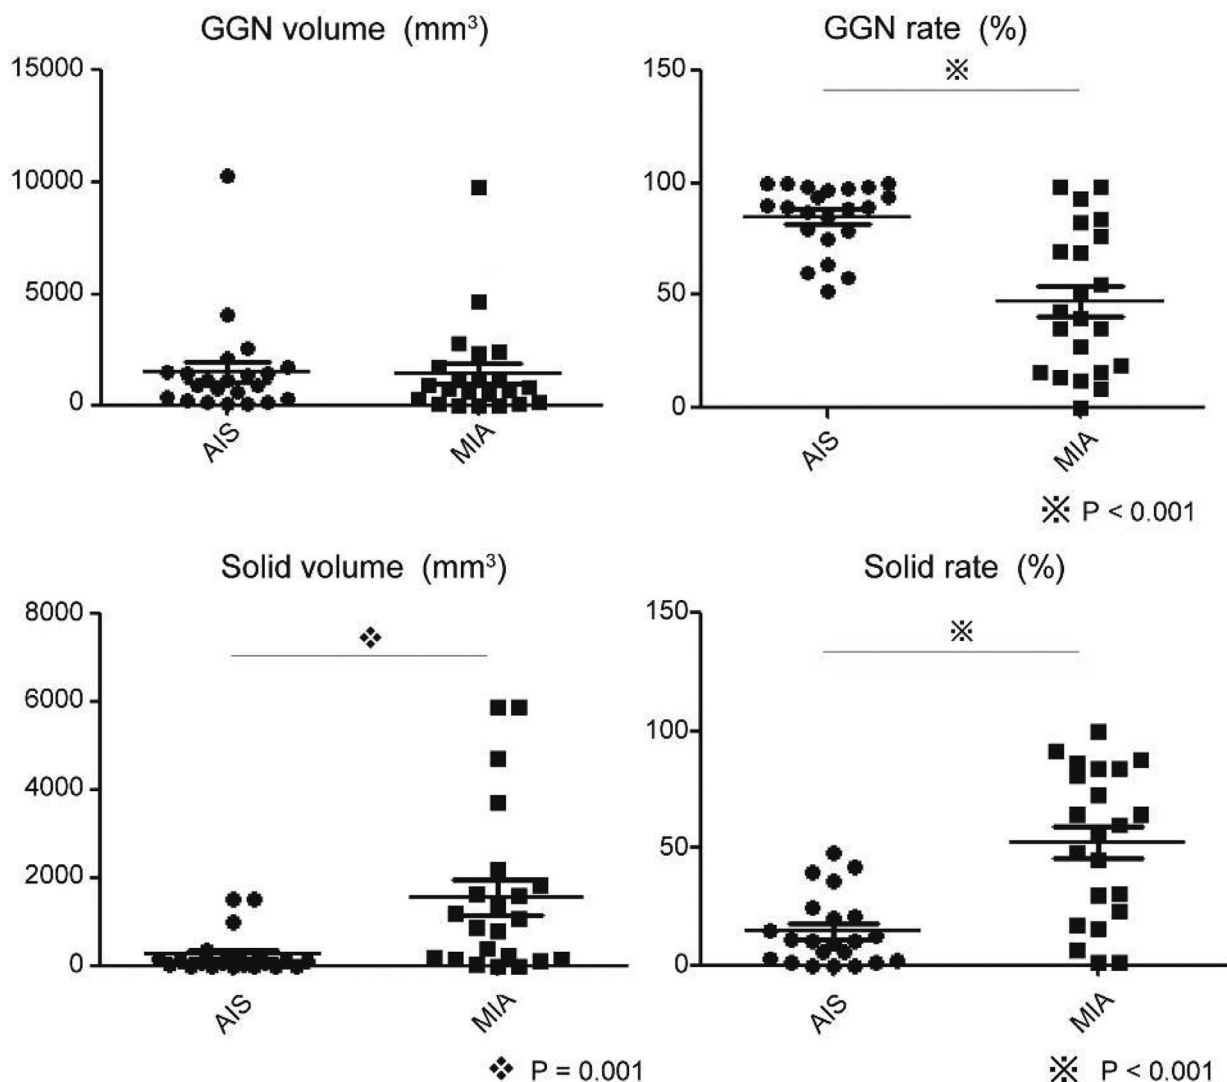 GGN volume (mm³)
15000
10000
5000
0
AIS
MIA
GGN rate (%)
150
※
100
50
0
AIS
MIA
※ P < 0.001
Solid volume (mm³)
8000
❖
6000
4000
2000
0
AIS
MIA
❖ P = 0.001
Solid rate (%)
150
※
100
50
0
AIS
MIA
※ P < 0.001